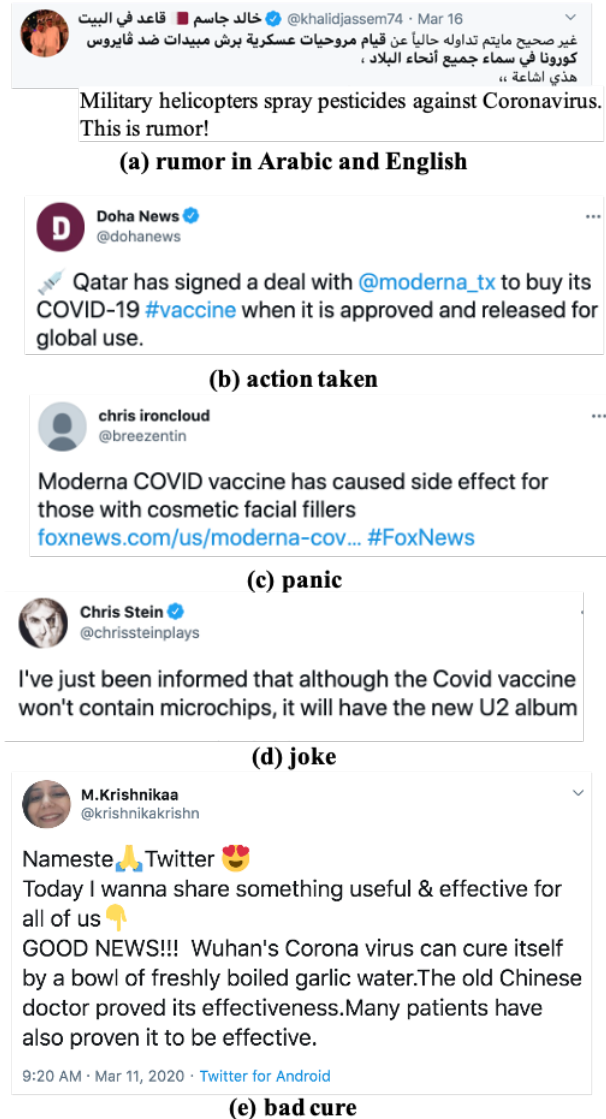 خالد جاسم 🇶🇦 قاعد في البيت @khalidjassem74 · Mar 16
غير صحيح مايتم تداوله حالياً عن قيام مروحيات عسكرية برش مبيدات ضد ڤايروس
كورونا في سماء جميع أنحاء البلاد ،
هذي اشاعة ،،
Military helicopters spray pesticides against Coronavirus.
This is rumor!
(a) rumor in Arabic and English
D
Doha News
@dohanews
💉 Qatar has signed a deal with @moderna_tx to buy its
COVID-19 #vaccine when it is approved and released for
global use.
(b) action taken
chris ironcloud
@breezentin
Moderna COVID vaccine has caused side effect for
those with cosmetic facial fillers
foxnews.com/us/moderna-cov... #FoxNews
(c) panic
Chris Stein
@chrissteinplays
I've just been informed that although the Covid vaccine
won't contain microchips, it will have the new U2 album
(d) joke
M.Krishnikaa
@krishnikakrishn
Nameste🙏Twitter 😍
Today I wanna share something useful & effective for
all of us👇
GOOD NEWS!!! Wuhan's Corona virus can cure itself
by a bowl of freshly boiled garlic water.The old Chinese
doctor proved its effectiveness.Many patients have
also proven it to be effective.
9:20 AM · Mar 11, 2020 · Twitter for Android
(e) bad cure